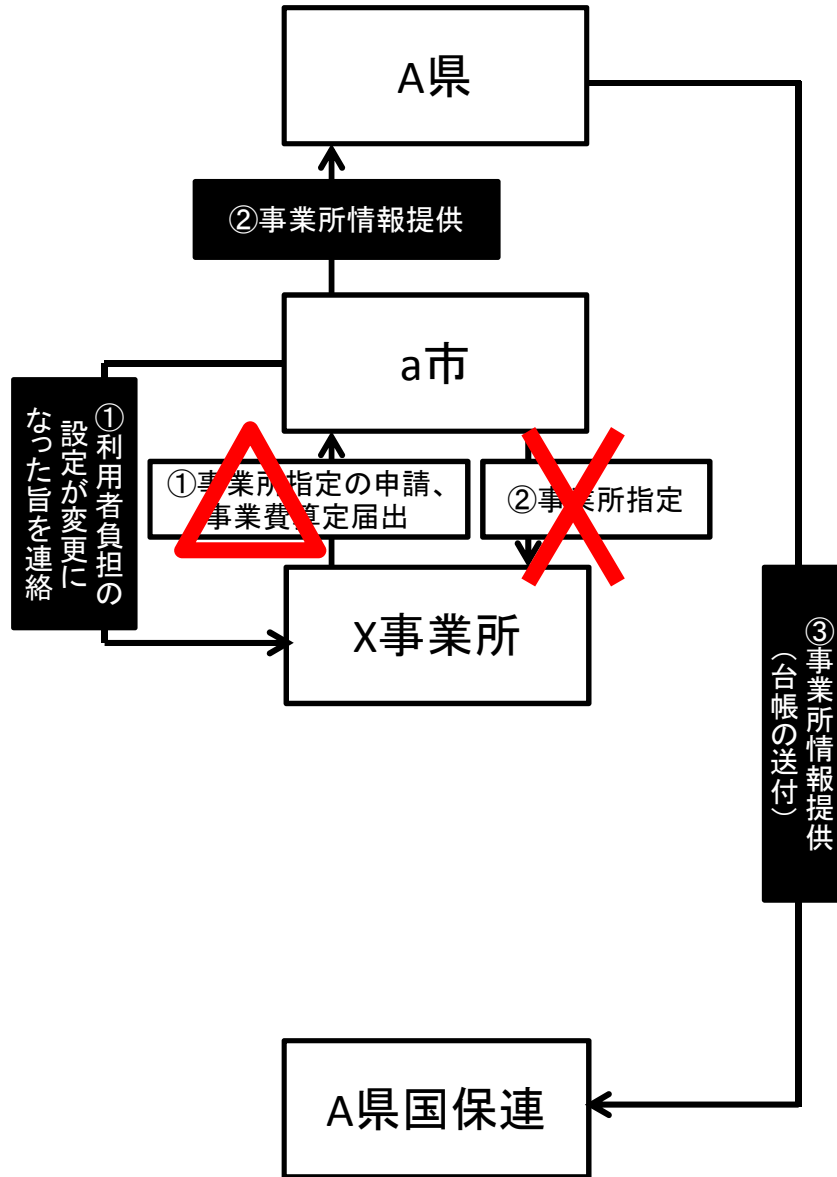 A県
②事業所情報提供
a市
①利用者負担の
設定が変更に
なった旨を連絡
①事業所指定の申請、
事業費算定届出
②事業所指定
X事業所
③事業所情報提供
(台帳の送付)
A県国保連